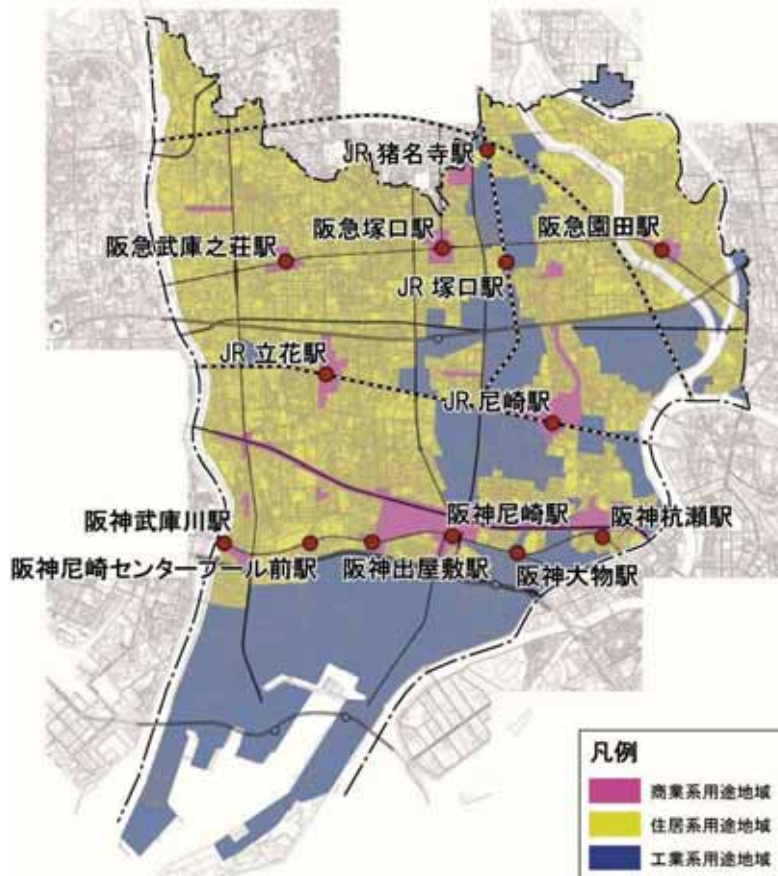 JR 猪名寺駅
阪急塚口駅
阪急園田駅
阪急武庫之荘駅
JR 塚口駅
JR 立花駅
JR 尼崎駅
阪神武庫川駅
阪神尼崎駅
阪神杭瀬駅
阪神尼崎センタープール前駅
阪神出屋敷駅
阪神大物駅
凡例
商業系用途地域
住居系用途地域
工業系用途地域